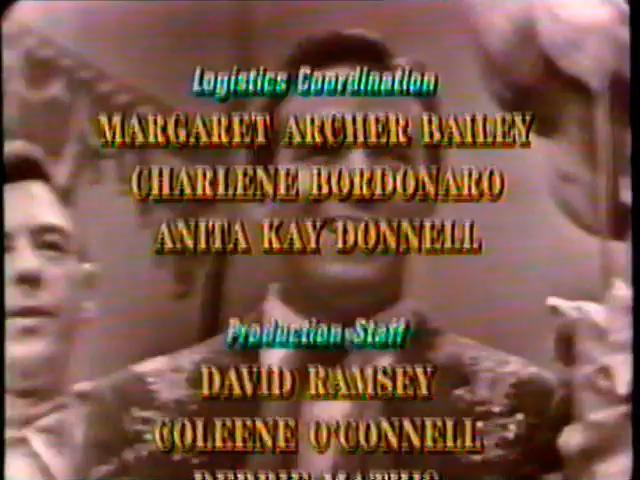 Logistics Coordination
MARGARET ARCHER BAILEY
CHARLENE BORDONARO
ANITA KAY DONNELL
Production Staff
DAVID RAMSEY
COLEENE O'CONNELL